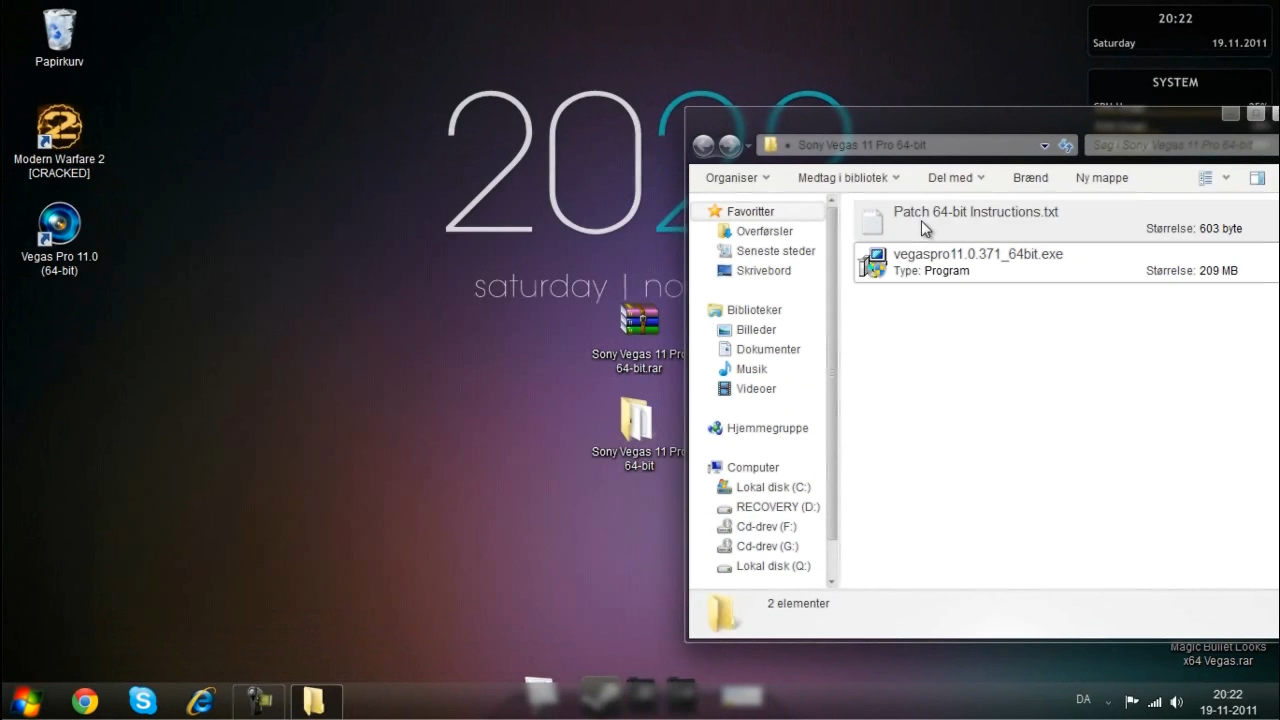 20:22
Saturday 19.11.2011
SYSTEM
Papirkurv
Modern Warfare 2
[CRACKED]
Vegas Pro 11.0
(64-bit)
202
saturday | no
Sony Vegas 11 Pro
64-bit.rar
Sony Vegas 11 Pro
64-bit
Sony Vegas 11 Pro 64-bit
Søg i Sony Vegas 11 Pro 64-bit
Organiser
Medtag i bibliotek
Del med
Brænd
Ny mappe
Favoritter
Overførsler
Seneste steder
Skrivebord
Biblioteker
Billeder
Dokumenter
Musik
Videoer
Hjemmegruppe
Computer
Lokal disk (C:)
RECOVERY (D:)
Cd-drev (F:)
Cd-drev (G:)
Lokal disk (Q:)
Patch 64-bit Instructions.txt
Størrelse: 603 byte
vegaspro11.0.371_64bit.exe
Type: Program
Størrelse: 209 MB
2 elementer
Magic Bullet Looks
x64 Vegas.rar
DA
20:22
19-11-2011